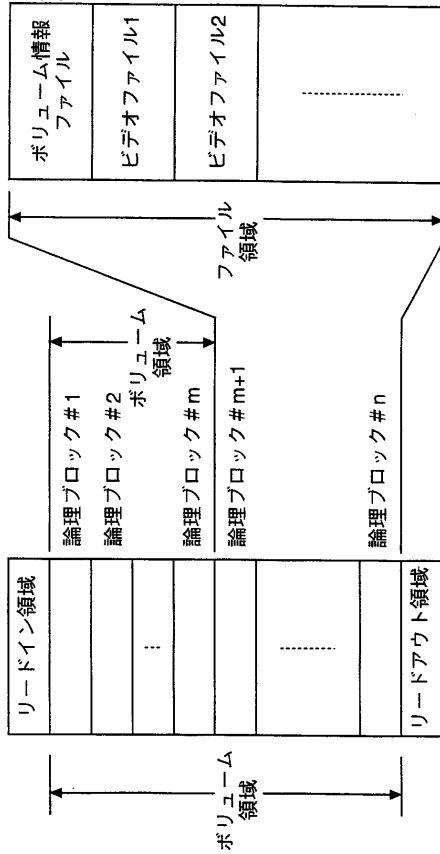 ボリューム
領域
リードイン領域
リードアウト領域
論理ブロック#1
論理ブロック#2
論理ブロック#m
論理ブロック#m+1
論理ブロック#n
ボリューム
領域
ファイル
領域
ボリューム情報
ファイル
ビデオファイル1
ビデオファイル2